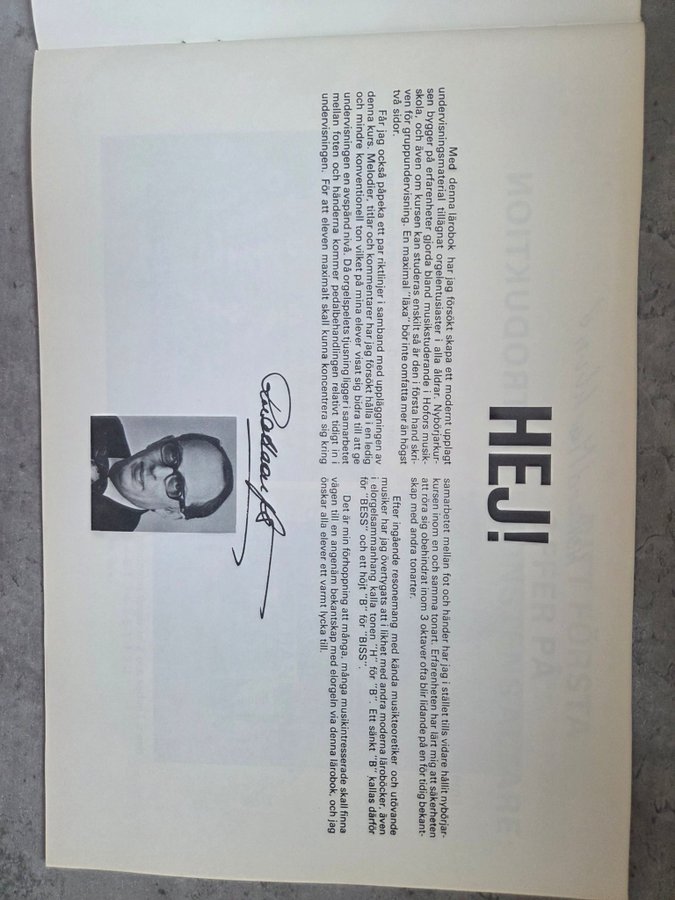 HEJ!
Med denna lärobok har jag försökt skapa ett modernt upplagt
undervisningsmaterial tillägnat orgelentusiaster i alla åldrar. Nybörjarkur-
sen bygger på erfarenheter gjorda bland musikstuderande i Hofors musik-
skola, och även om kursen kan studeras enskilt så är den i första hand skri-
ven för gruppundervisning. En maximal "läxa" bör inte omfatta mer än högst
två sidor.
Får jag också påpeka ett par riktlinjer i samband med uppläggningen av
denna kurs. Melodier, titlar och kommentarer har jag försökt hålla i en ledig
och mindre konventionell ton vilket på mina elever visat sig bidra till att ge
undervisningen en avspänd nivå. Då orgelspelets tjusning ligger i samarbetet
mellan foten och händerna kommer pedalbehandlingen relativt tidigt in i
undervisningen. För att eleven maximalt skall kunna koncentrera sig kring
samarbetet mellan fot och händer har jag i stället tills vidare hållit nybörjar-
kursen inom en och samma tonart. Erfarenheten har lärt mig att säkerheten
att röra sig obehindrat inom 3 oktaver ofta blir lidande på en för tidig bekant-
skap med andra tonarter.
Efter ingående resonemang med kända musikteoretiker och utövande
musiker har jag övertygats att i likhet med andra moderna läroböcker, även
i elorgelsammanhang kalla tonen "H" för "B". Ett sänkt "B" kallas därför
för "BESS" och ett höjt "B" för "BISS".
Det är min förhoppning att många, många musikintresserade skall finna
vägen till en angenäm bekantskap med elorgeln via denna lärobok, och jag
önskar alla elever ett varmt lycka till.